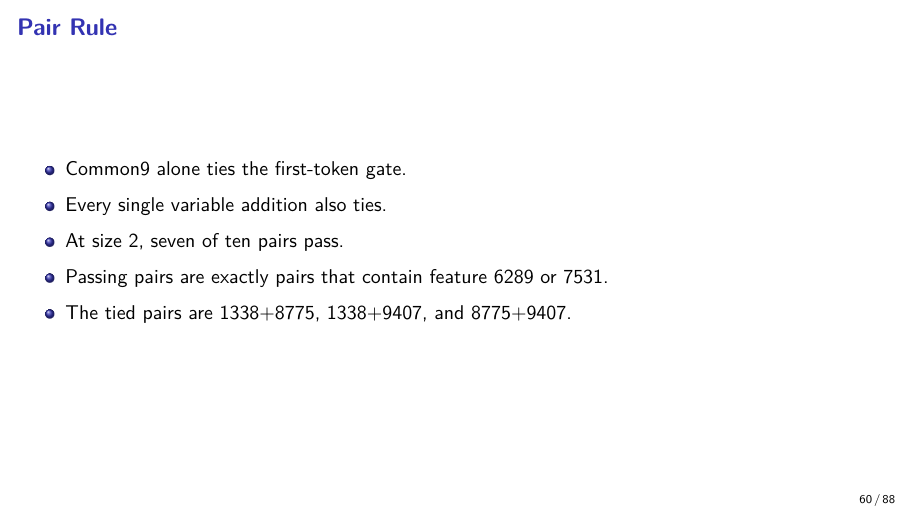 Pair Rule
Common9 alone ties the first-token gate.
Every single variable addition also ties.
At size 2, seven of ten pairs pass.
Passing pairs are exactly pairs that contain feature 6289 or 7531.
The tied pairs are 1338+8775, 1338+9407, and 8775+9407.
60 / 88